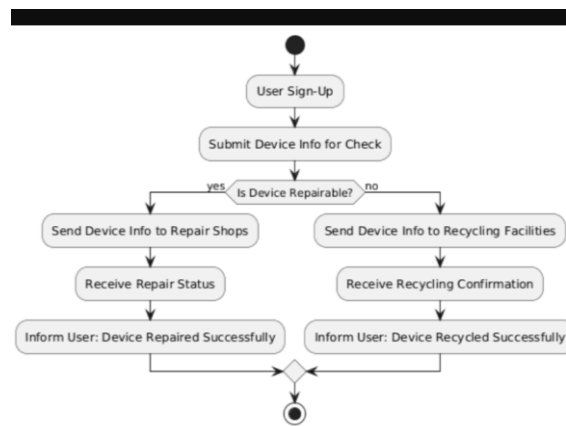 User Sign-Up
Submit Device Info for Check
yes
Is Device Repairable?
no
Send Device Info to Repair Shops
Send Device Info to Recycling Facilities
Receive Repair Status
Receive Recycling Confirmation
Inform User: Device Repaired Successfully
Inform User: Device Recycled Successfully